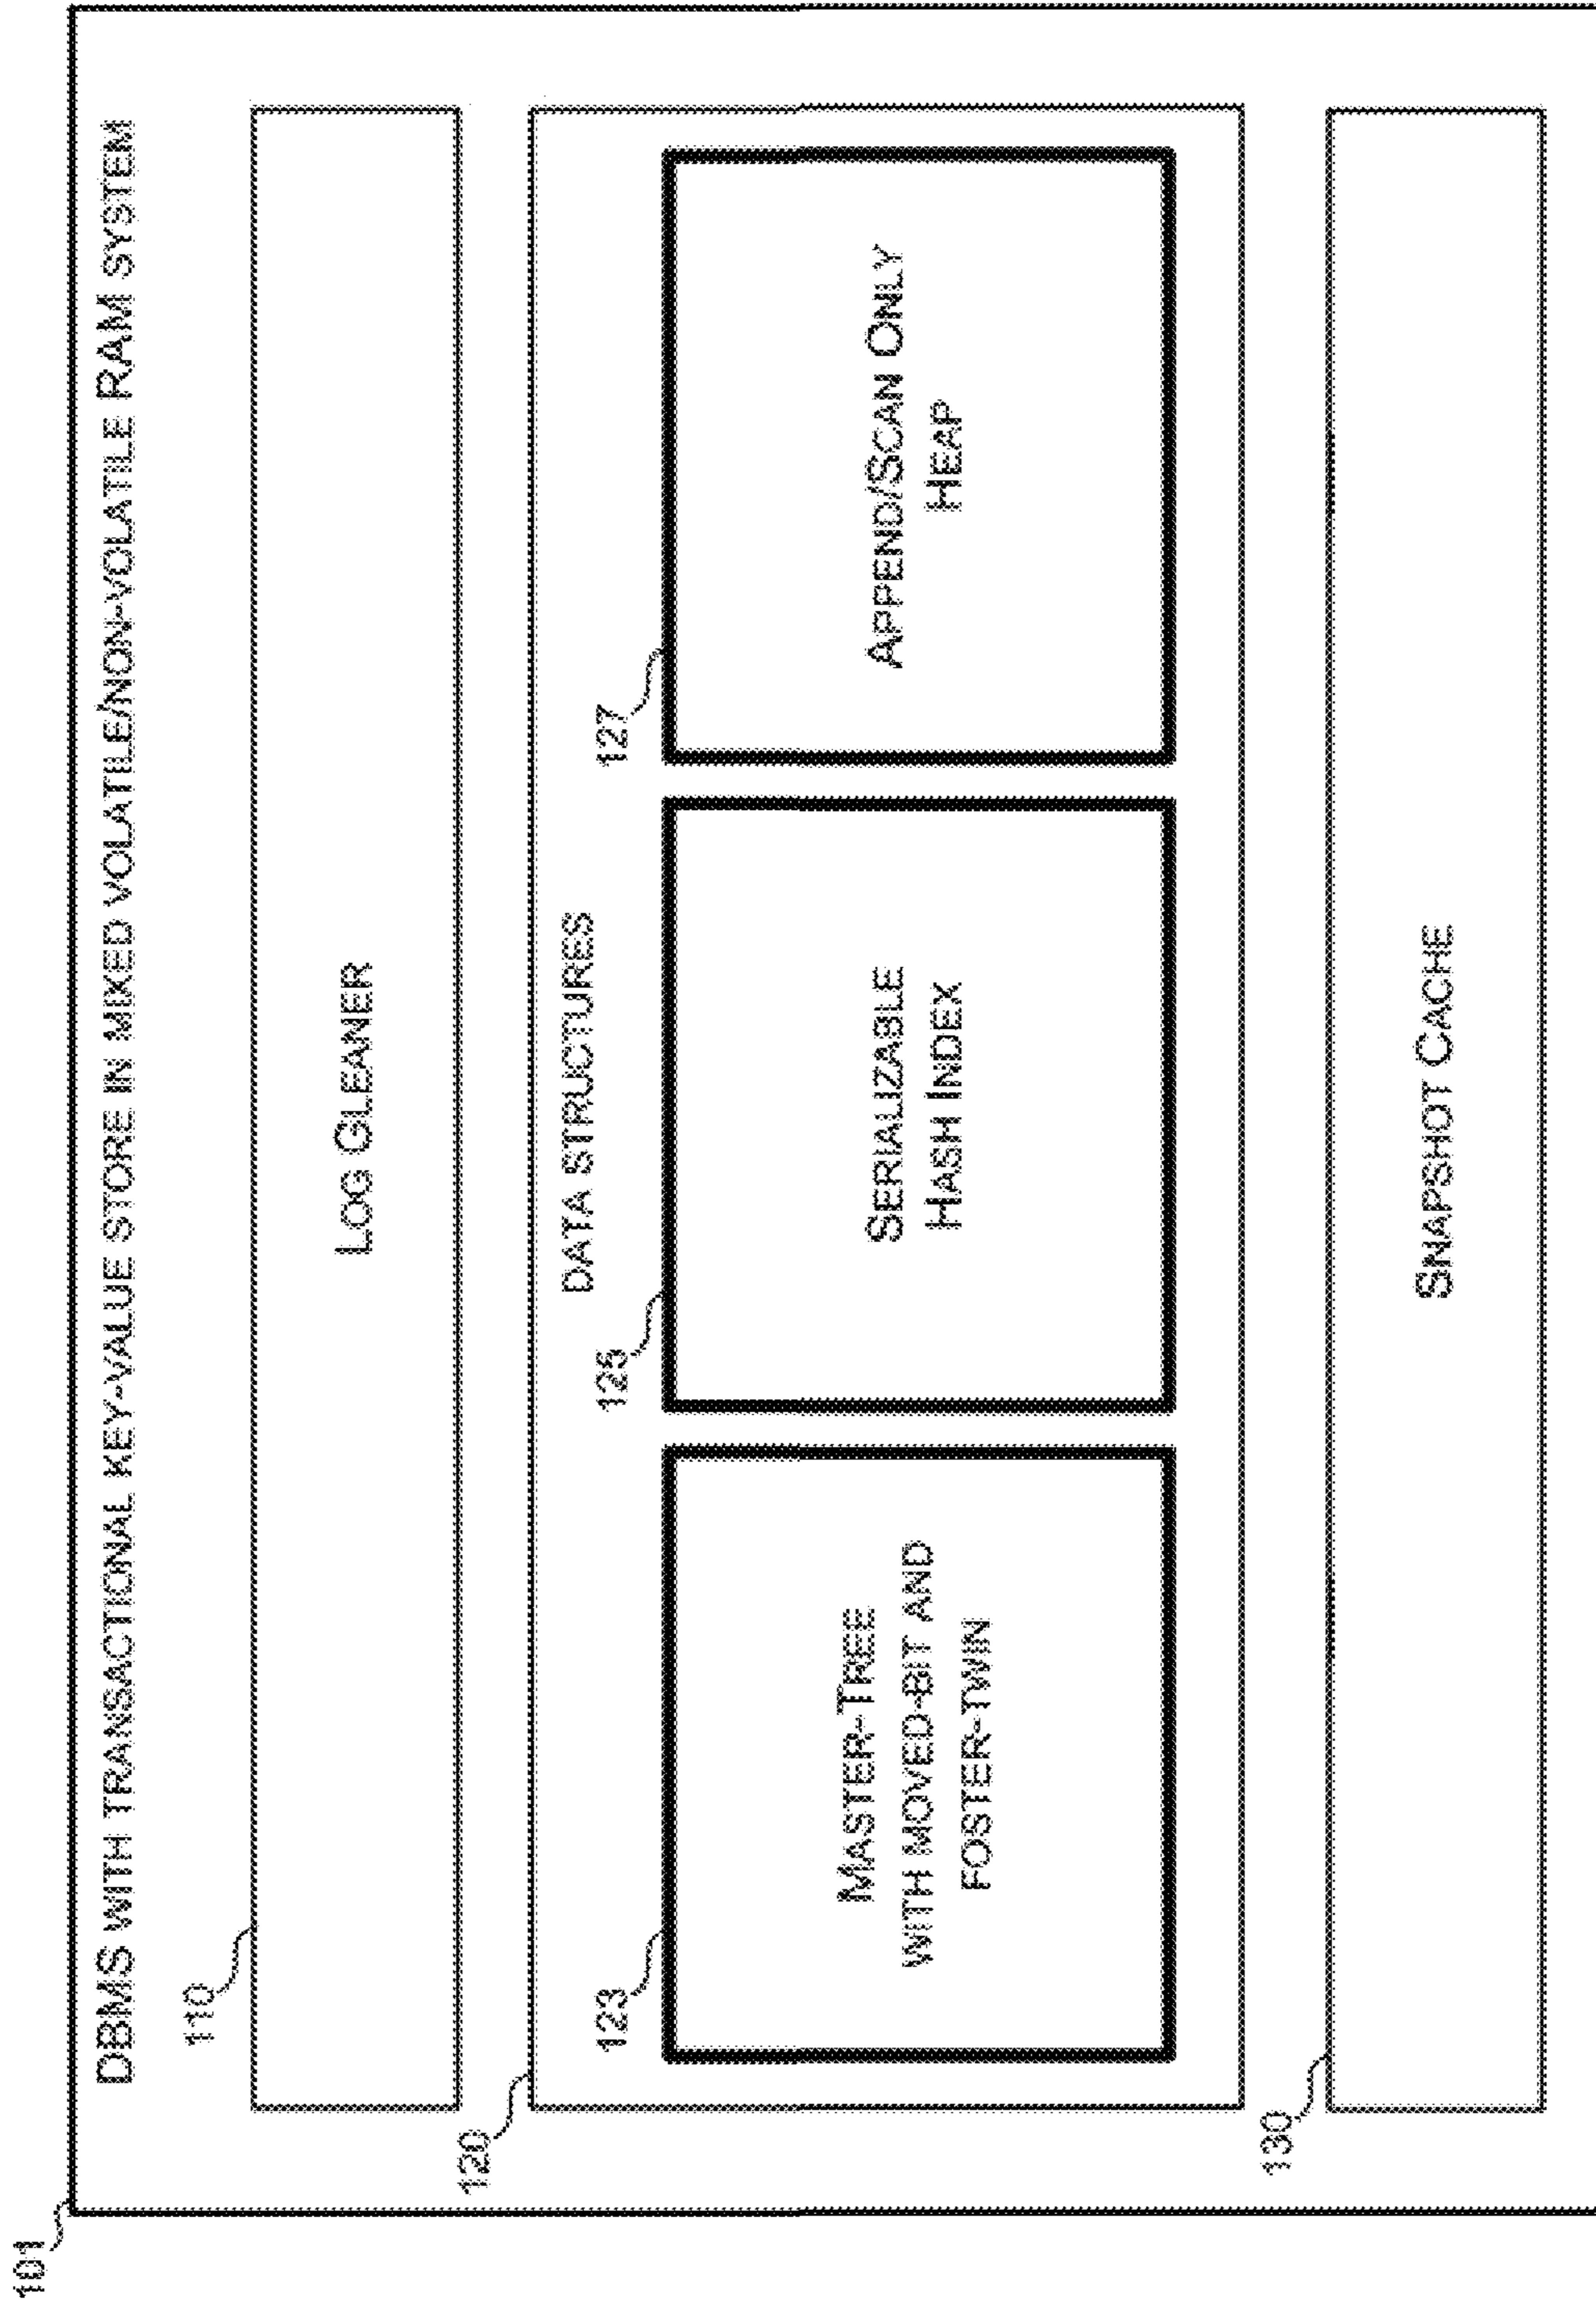 101
DBMS WITH TRANSACTIONAL KEY-VALUE STORE IN MIXED VOLATILE/NON-VOLATILE RAM SYSTEM
110
LOG GLEANER
120
DATA STRUCTURES
123
MASTER-TREE
WITH MOVED-BIT AND
FOSTER-TWIN
125
SERIALIZABLE
HASH INDEX
127
APPEND/SCAN ONLY
HEAP
130
SNAPSHOT CACHE